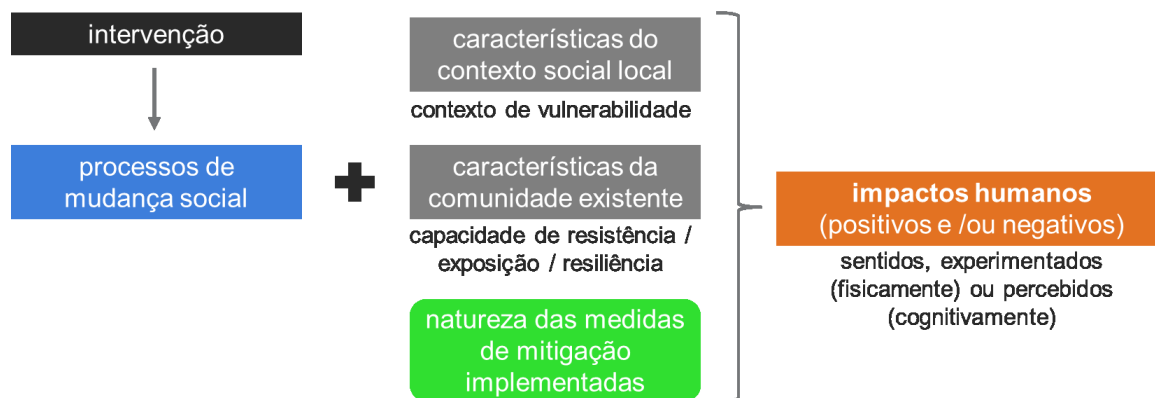 intervenção
processos de
mudança social
características do
contexto social local
contexto de vulnerabilidade
características da
comunidade existente
capacidade de resistência /
exposição / resiliência
natureza das medidas
de mitigação
implementadas
impactos humanos
(positivos e /ou negativos)
sentidos, experimentados
(fisicamente) ou percebidos
(cognitivamente)